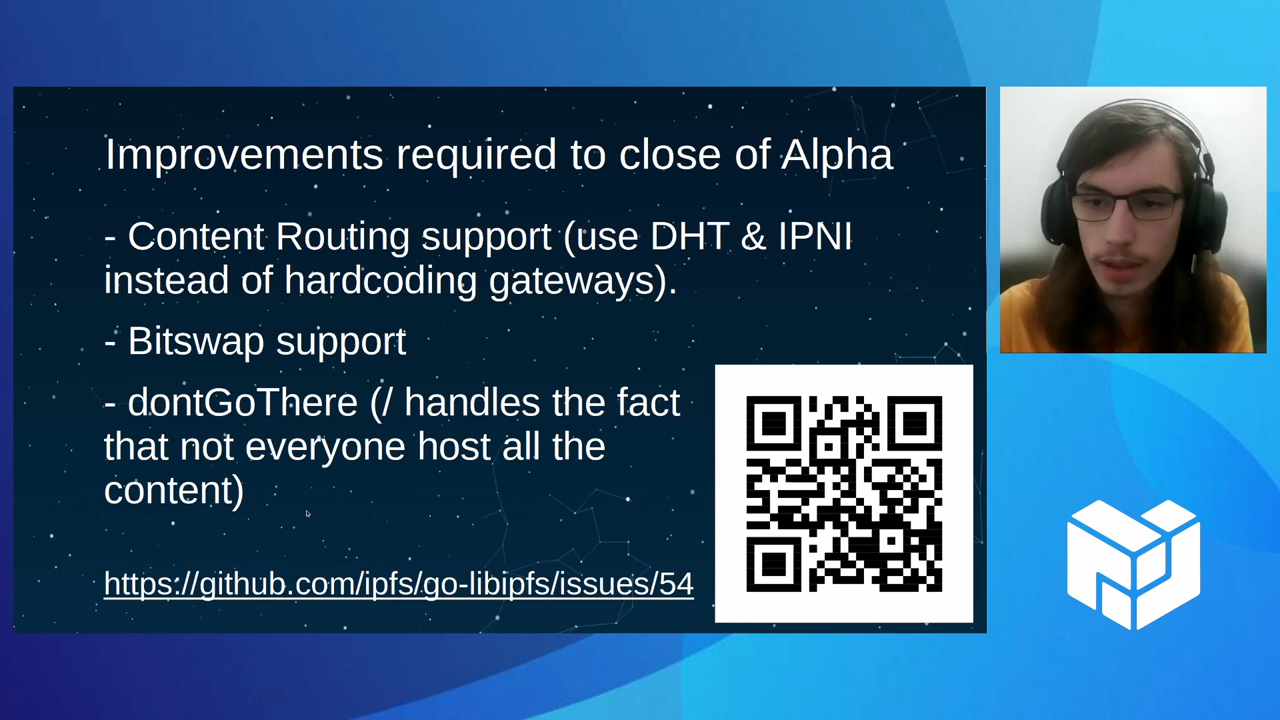 Improvements required to close of Alpha
- Content Routing support (use DHT & IPNI
instead of hardcoding gateways).
- Bitswap support
- dontGoThere (/ handles the fact
that not everyone host all the
content)
https://github.com/ipfs/go-libipfs/issues/54